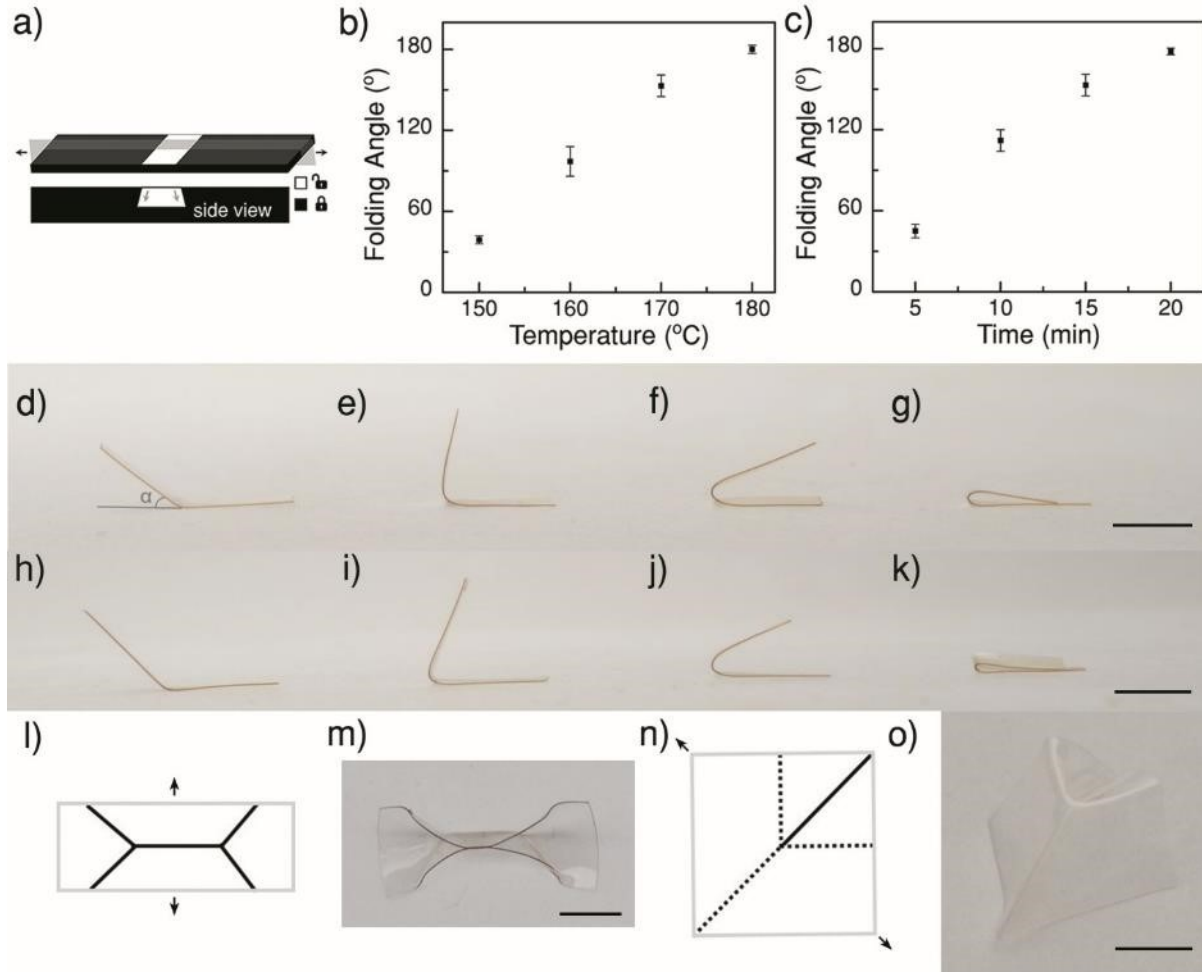 a)
side view
b)
Folding Angle (º)
180
120
60
0
150 160 170 180
Temperature (ºC)
c)
Folding Angle (º)
180
120
60
0
5 10 15 20
Time (min)
d)
α
e)
f)
g)
h)
i)
j)
k)
l)
m)
n)
o)